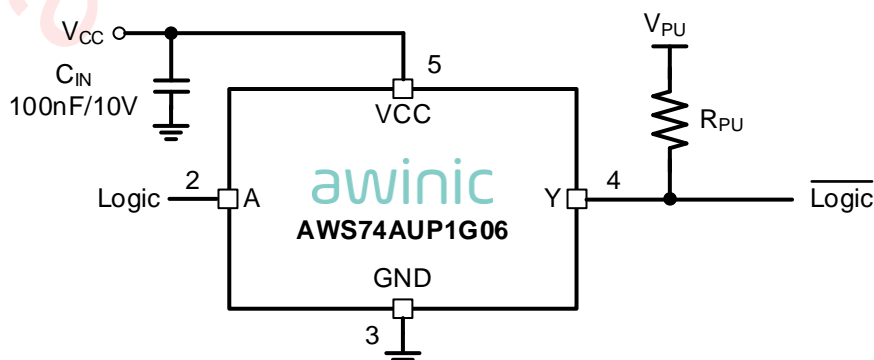 VCC
VPU
CIN
100nF/10V
5
VCC
RPU
2
Logic
A
awinic
AWS74AUP1G06
Y
4
Logic
GND
3